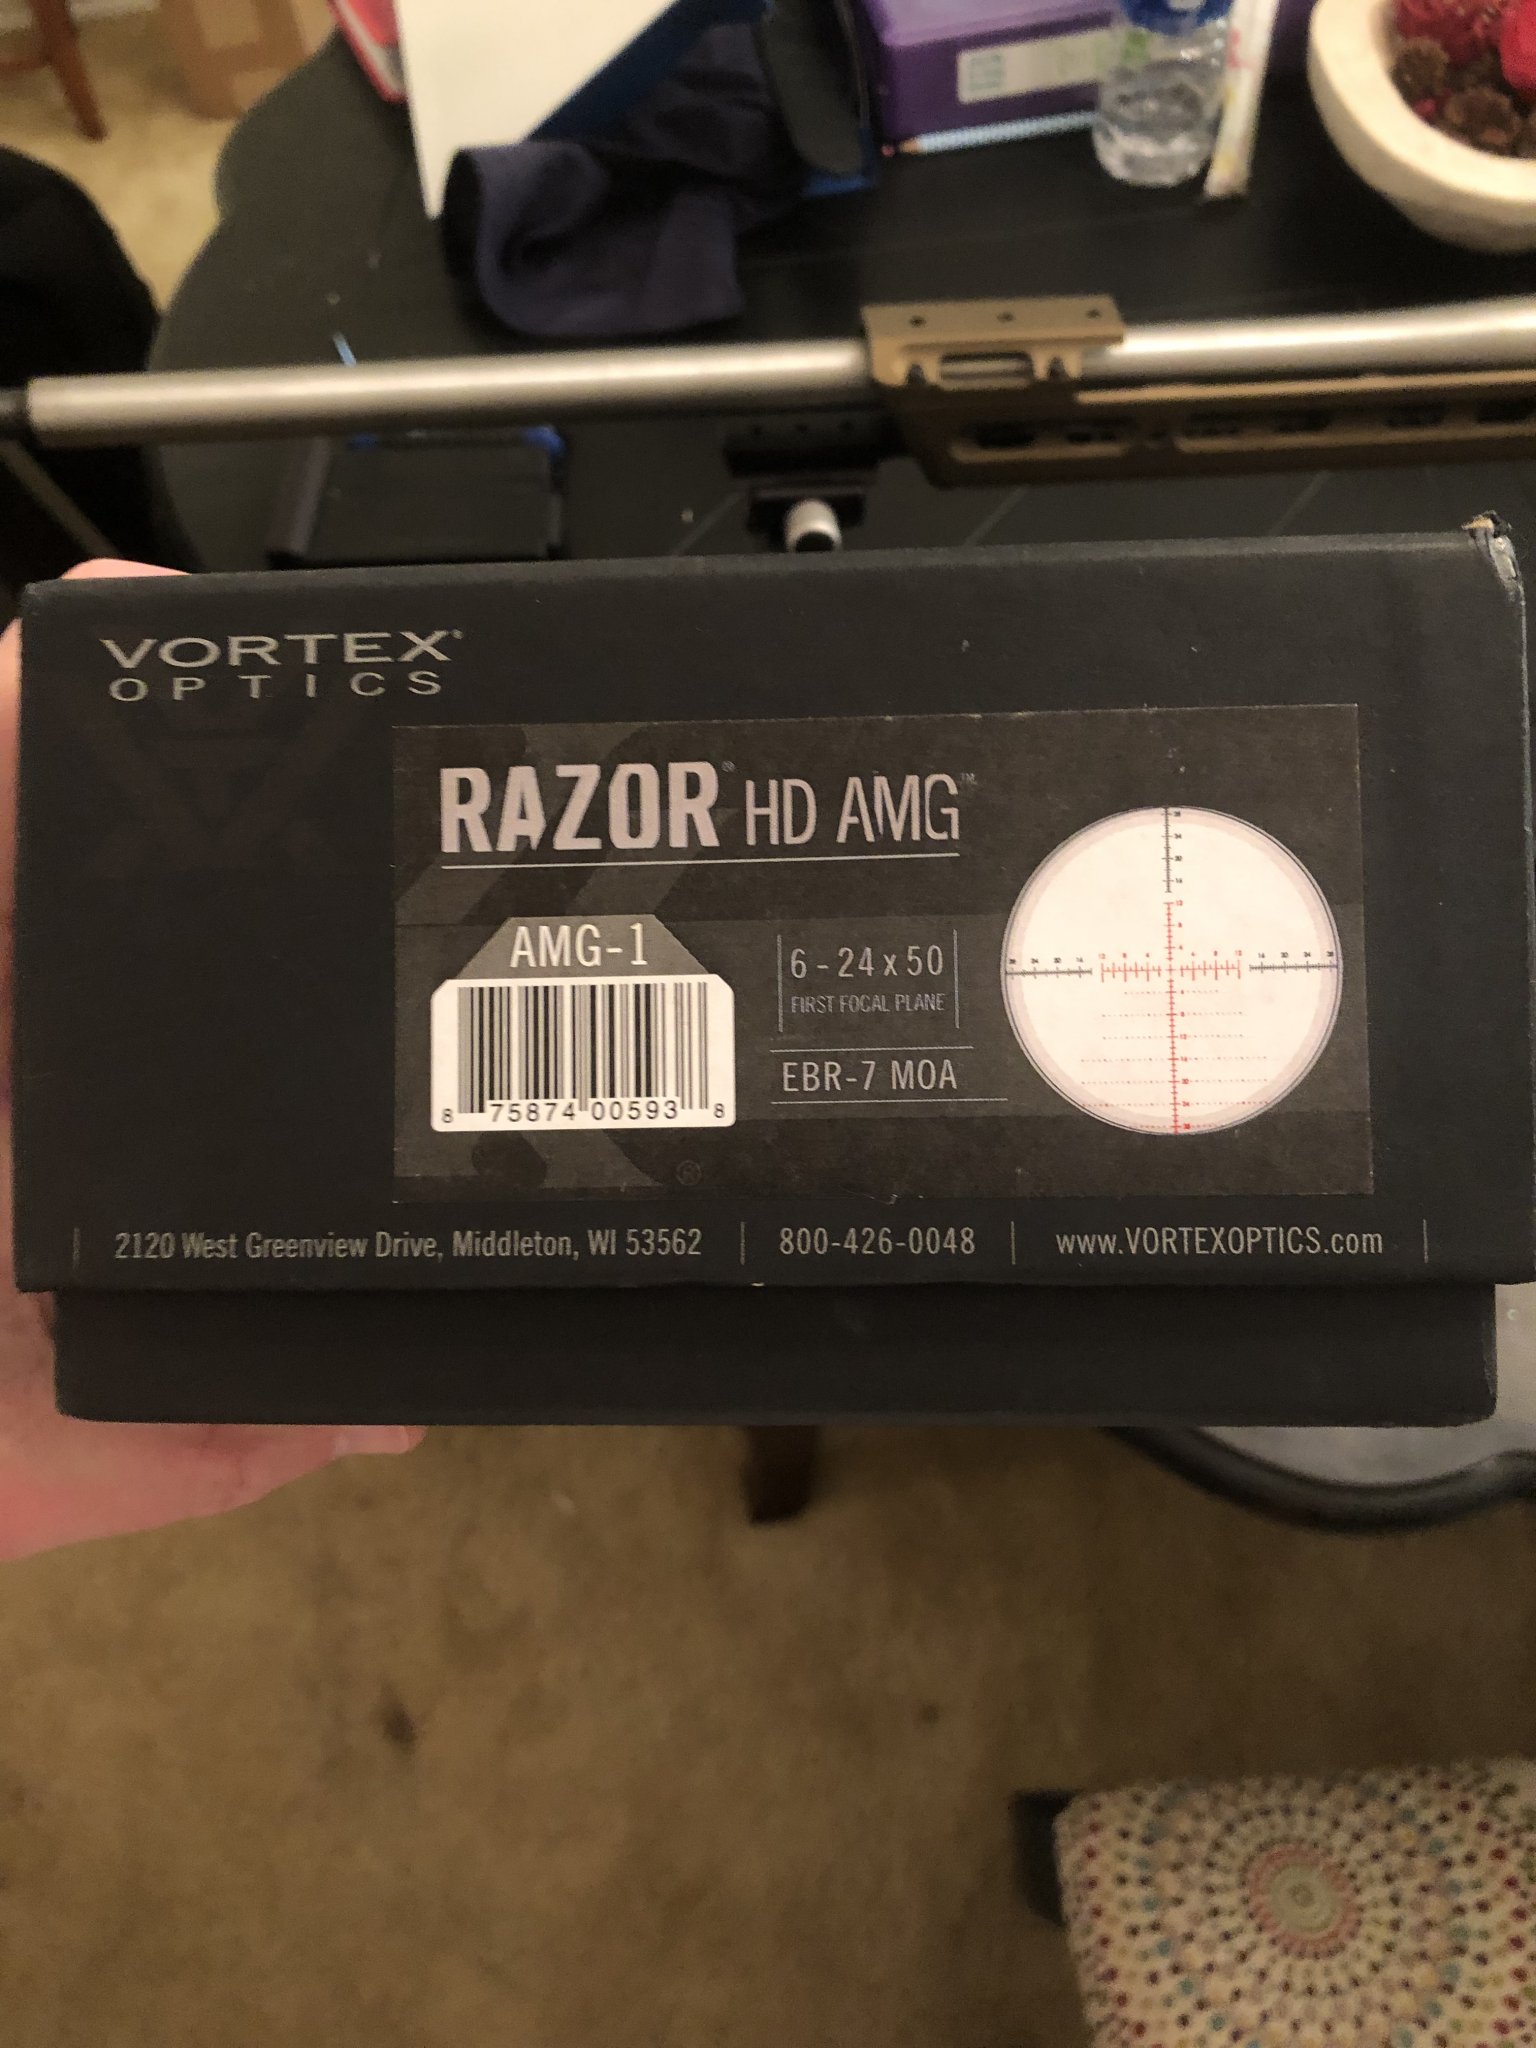 VORTEX®
OPTICS
RAZOR® HD AMG™
AMG-1
8 75874 00593 8
6-24x50
FIRST FOCAL PLANE
EBR-7 MOA
2120 West Greenview Drive, Middleton, WI 53562 | 800-426-0048 | www.VORTEXOPTICS.com